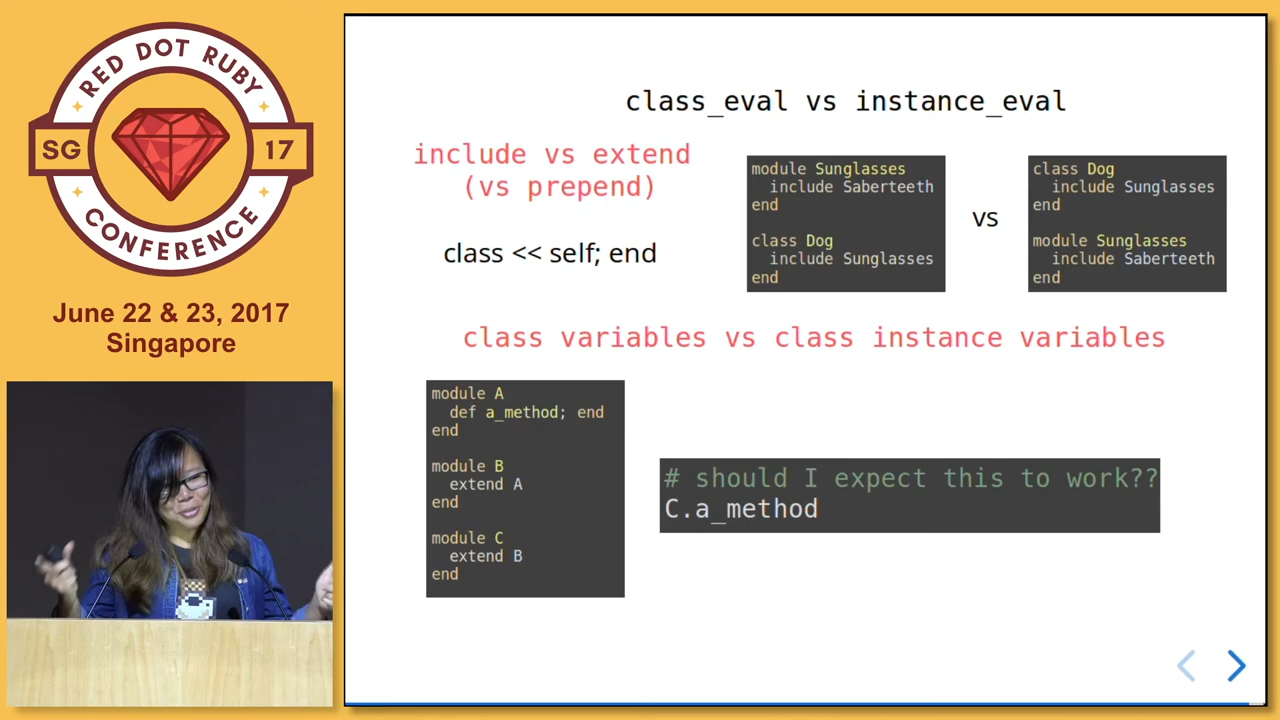 RED DOT RUBY
SG 17
CONFERENCE
June 22 & 23, 2017
Singapore
class_eval vs instance_eval
include vs extend
(vs prepend)
class << self; end
module Sunglasses
  include Saberteeth
end
class Dog
  include Sunglasses
end
vs
class Dog
  include Sunglasses
end
module Sunglasses
  include Saberteeth
end
class variables vs class instance variables
module A
  def a_method; end
end
module B
  extend A
end
module C
  extend B
end
# should I expect this to work??
C.a_method